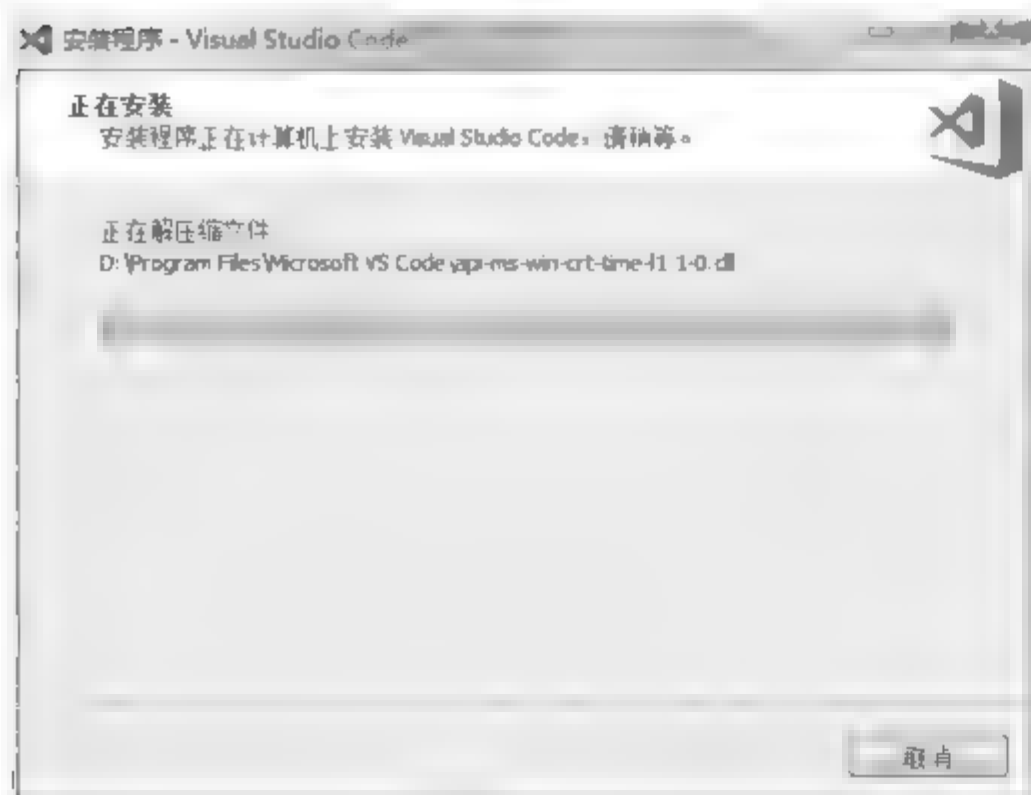 安装程序 - Visual Studio Code
正在安装
安装程序正在计算机上安装 Visual Studio Code，请稍等。
正在解压缩文件
D:\Program Files\Microsoft VS Code\api-ms-win-crt-time-l1-1-0.dll
取消